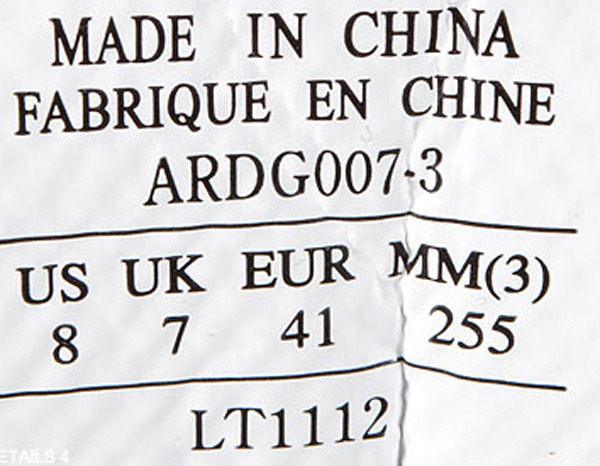 MADE IN CHINA
FABRIQUE EN CHINE
ARDG007-3
US UK EUR MM(3)
8 7 41 255
LT1112
ETAILS 4